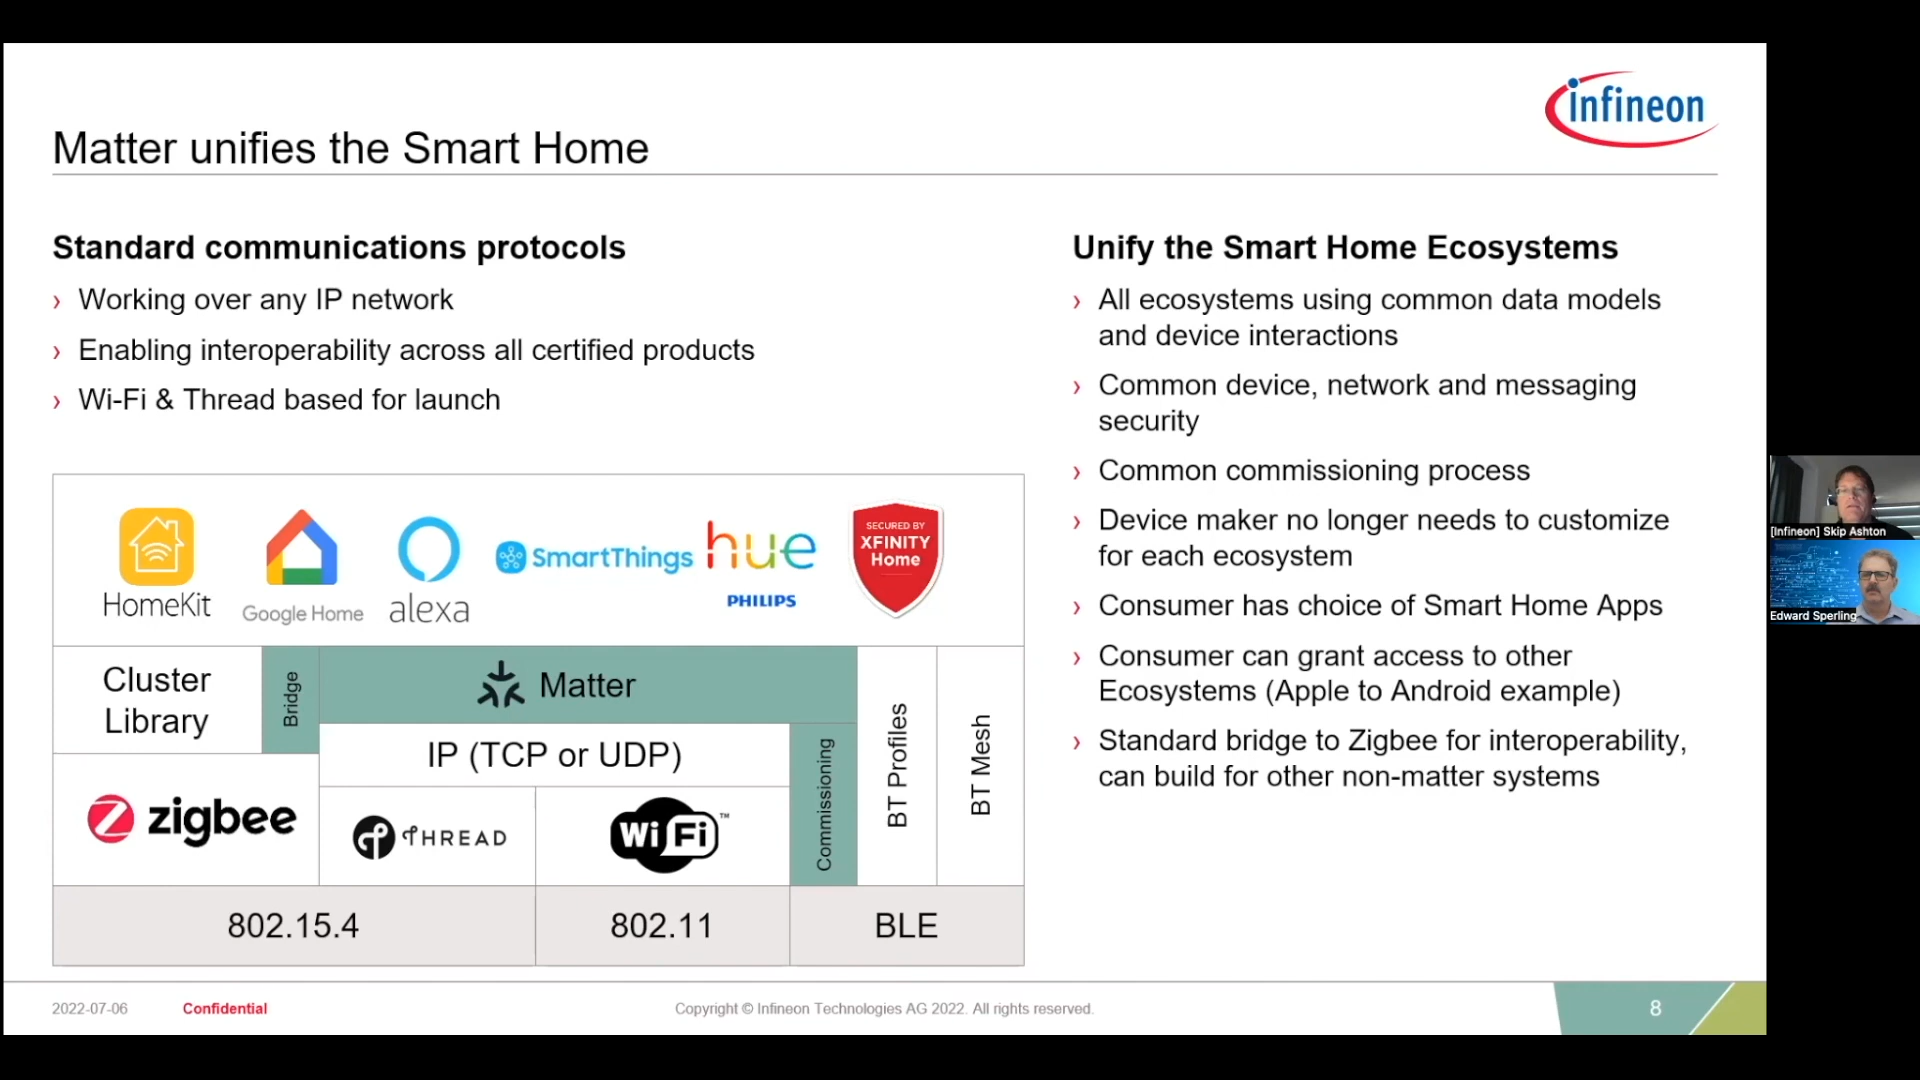 infineon
Matter unifies the Smart Home
Standard communications protocols
› Working over any IP network
› Enabling interoperability across all certified products
› Wi-Fi & Thread based for launch
HomeKit
Google Home
alexa
SmartThings
hue
PHILIPS
SECURED BY
XFINITY
Home
Cluster
Library
Bridge
Matter
IP (TCP or UDP)
Commissioning
BT Profiles
BT Mesh
zigbee
THREAD
WiFi™
802.15.4
802.11
BLE
Unify the Smart Home Ecosystems
› All ecosystems using common data models
and device interactions
› Common device, network and messaging
security
› Common commissioning process
› Device maker no longer needs to customize
for each ecosystem
› Consumer has choice of Smart Home Apps
› Consumer can grant access to other
Ecosystems (Apple to Android example)
› Standard bridge to Zigbee for interoperability,
can build for other non-matter systems
[Infineon] Skip Ashton
Edward Sperling
2022-07-06
Confidential
Copyright © Infineon Technologies AG 2022. All rights reserved.
8